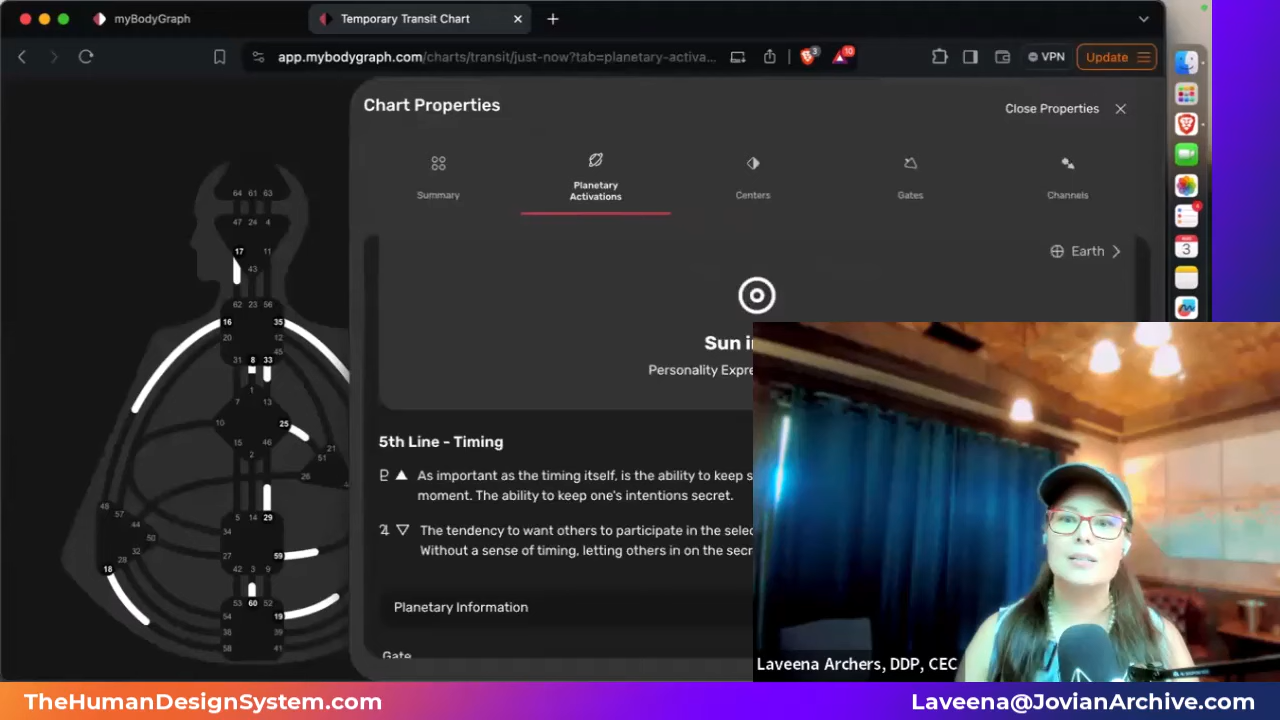 myBodyGraph
Temporary Transit Chart
app.mybodygraph.com/charts/transit/just-now?tab=planetary-activa...
3
10
VPN
Update
Chart Properties
Close Properties
Summary
Planetary
Activations
Centers
Gates
Channels
Earth
Sun i
Personality Expre
5th Line - Timing
As important as the timing itself, is the ability to keep s
moment. The ability to keep one's intentions secret.
The tendency to want others to participate in the selec
Without a sense of timing, letting others in on the secr
Planetary Information
Gate
64 61 63
47 24 4
17 11
43
62 23 56
16 35
20 12
45
31 8 33
1
7 13
10 25
15 46
2
21
51
26
48
57
44
50
32
28
18
5 14 29
34
27 59
42 3 9
53 60 52
54 19
38 39
58 41
3
Laveena Archers, DDP, CEC
TheHumanDesignSystem.com
Laveena@JovianArchive.com